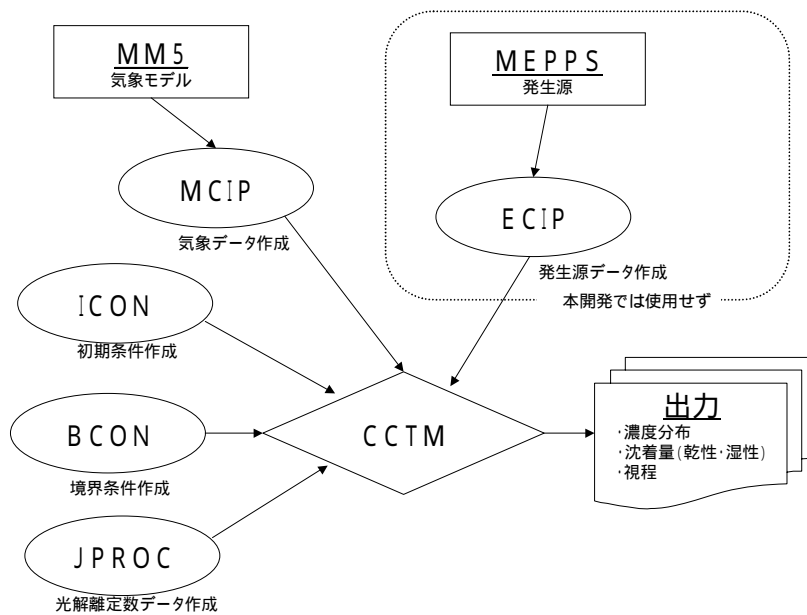 MM5
気象モデル
MEPPS
発生源
MCIP
気象データ作成
ECIP
発生源データ作成
本開発では使用せず
ICON
初期条件作成
BCON
境界条件作成
CCTM
出力
・濃度分布
・沈着量(乾性・湿性)
・視程
JPROC
光解離定数データ作成